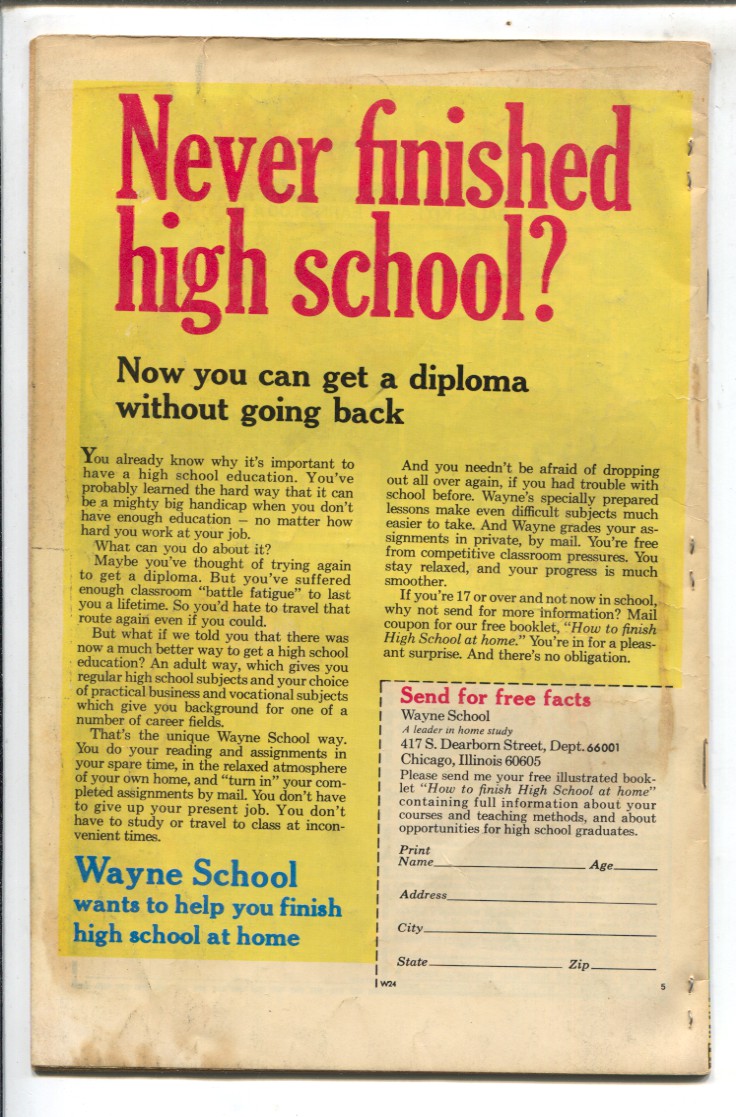 Never finished
high school?
Now you can get a diploma
without going back
You already know why it's important to
have a high school education. You've
probably learned the hard way that it can
be a mighty big handicap when you don't
have enough education – no matter how
hard you work at your job.
What can you do about it?
Maybe you've thought of trying again
to get a diploma. But you've suffered
enough classroom "battle fatigue" to last
you a lifetime. So you'd hate to travel that
route again even if you could.
But what if we told you that there was
now a much better way to get a high school
education? An adult way, which gives you
regular high school subjects and your choice
of practical business and vocational subjects
which give you background for one of a
number of career fields.
That's the unique Wayne School way.
You do your reading and assignments in
your spare time, in the relaxed atmosphere
of your own home, and "turn in" your com-
pleted assignments by mail. You don't have
to give up your present job. You don't
have to study or travel to class at incon-
venient times.
Wayne School
wants to help you finish
high school at home
And you needn't be afraid of dropping
out all over again, if you had trouble with
school before. Wayne's specially prepared
lessons make even difficult subjects much
easier to take. And Wayne grades your as-
signments in private, by mail. You're free
from competitive classroom pressures. You
stay relaxed, and your progress is much
smoother.
If you're 17 or over and not now in school,
why not send for more information? Mail
coupon for our free booklet, "How to finish
High School at home." You're in for a pleas-
ant surprise. And there's no obligation.
Send for free facts
Wayne School
A leader in home study
417 S. Dearborn Street, Dept. 66001
Chicago, Illinois 60605
Please send me your free illustrated book-
let "How to finish High School at home"
containing full information about your
courses and teaching methods, and about
opportunities for high school graduates.
Print
Name Age
Address
City
State Zip
W24
5